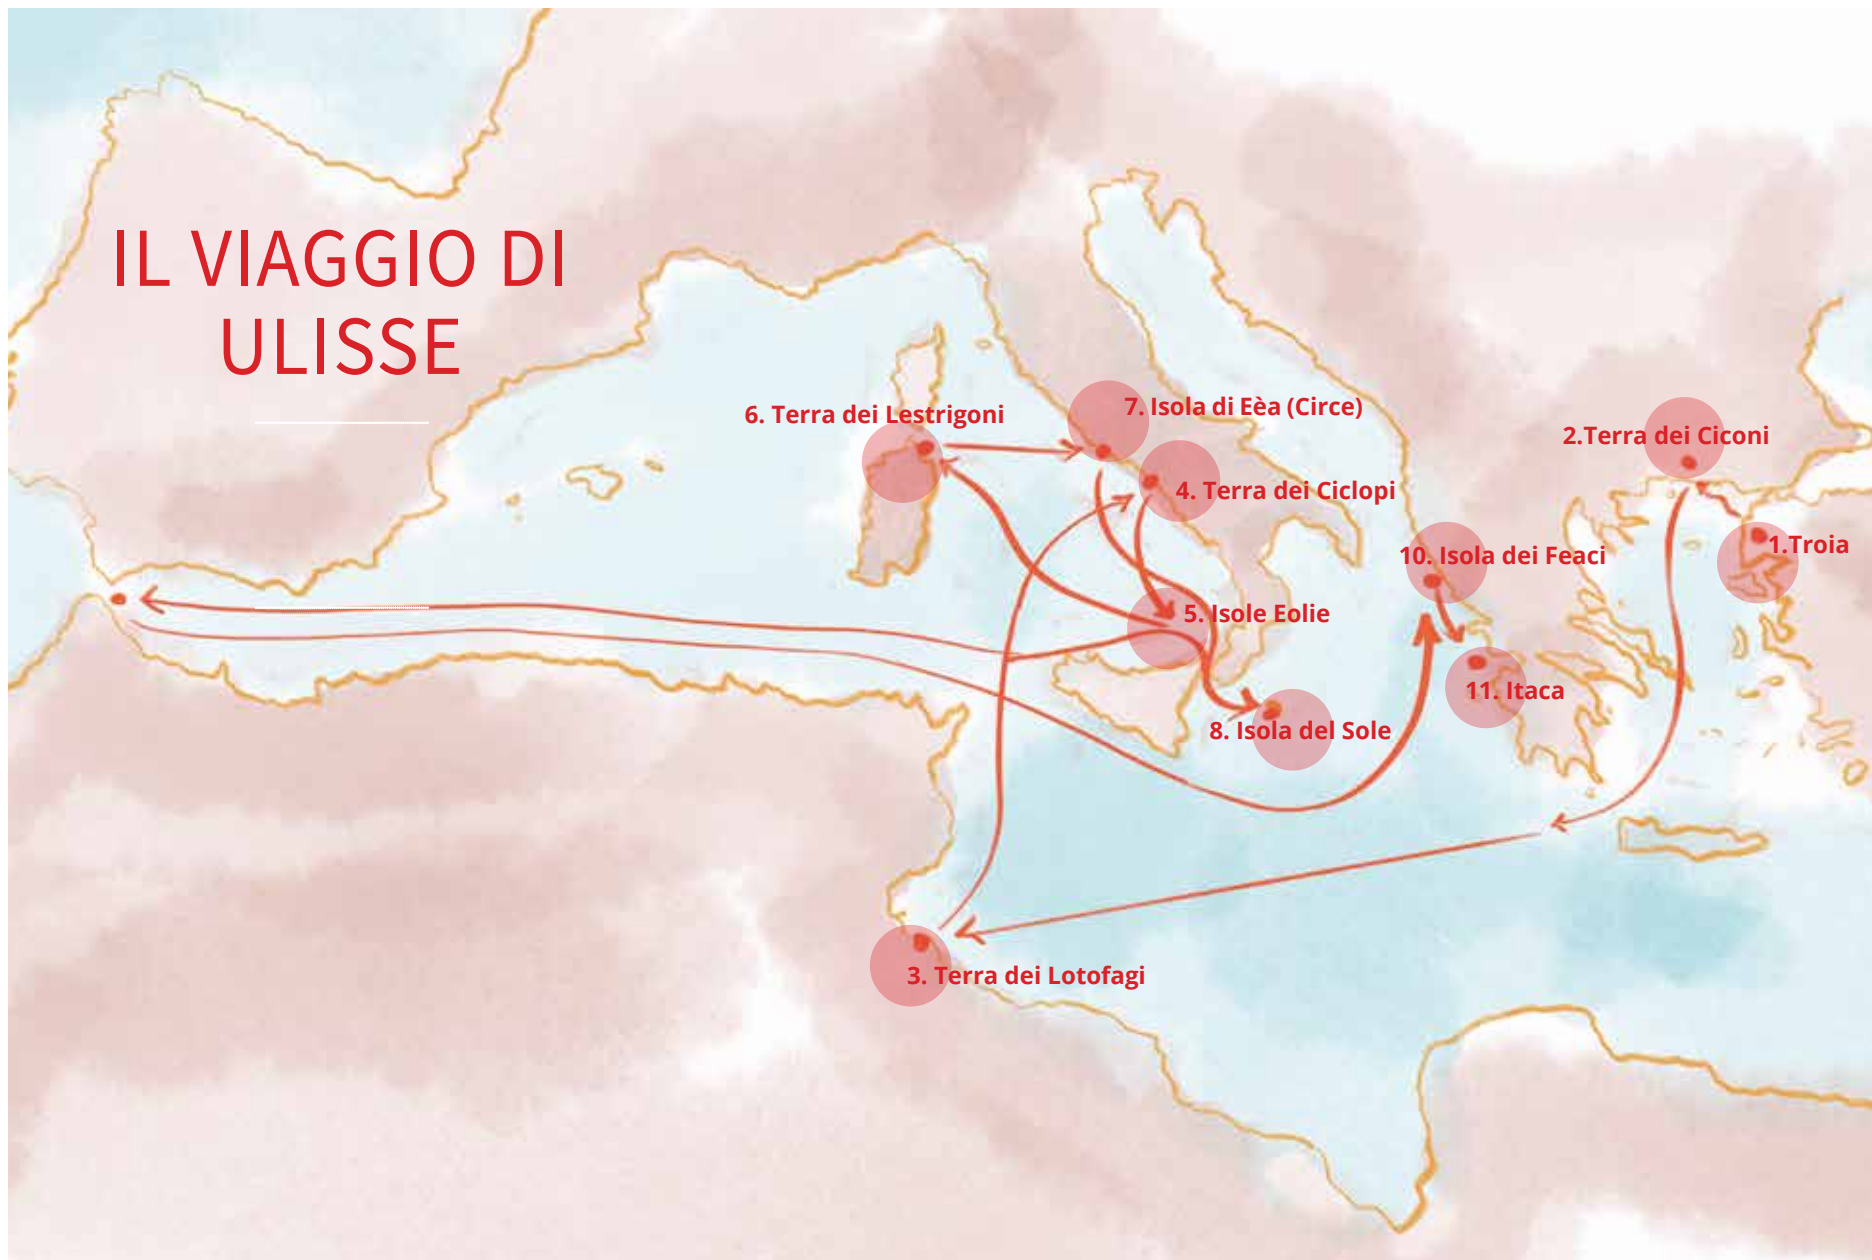 IL VIAGGIO DI
ULISSE
6. Terra dei Lestrigoni
7. Isola di Eèa (Circe)
2.Terra dei Ciconi
4. Terra dei Ciclopi
1.Troia
10. Isola dei Feaci
5. Isole Eolie
11. Itaca
8. Isola del Sole
3. Terra dei Lotofagi